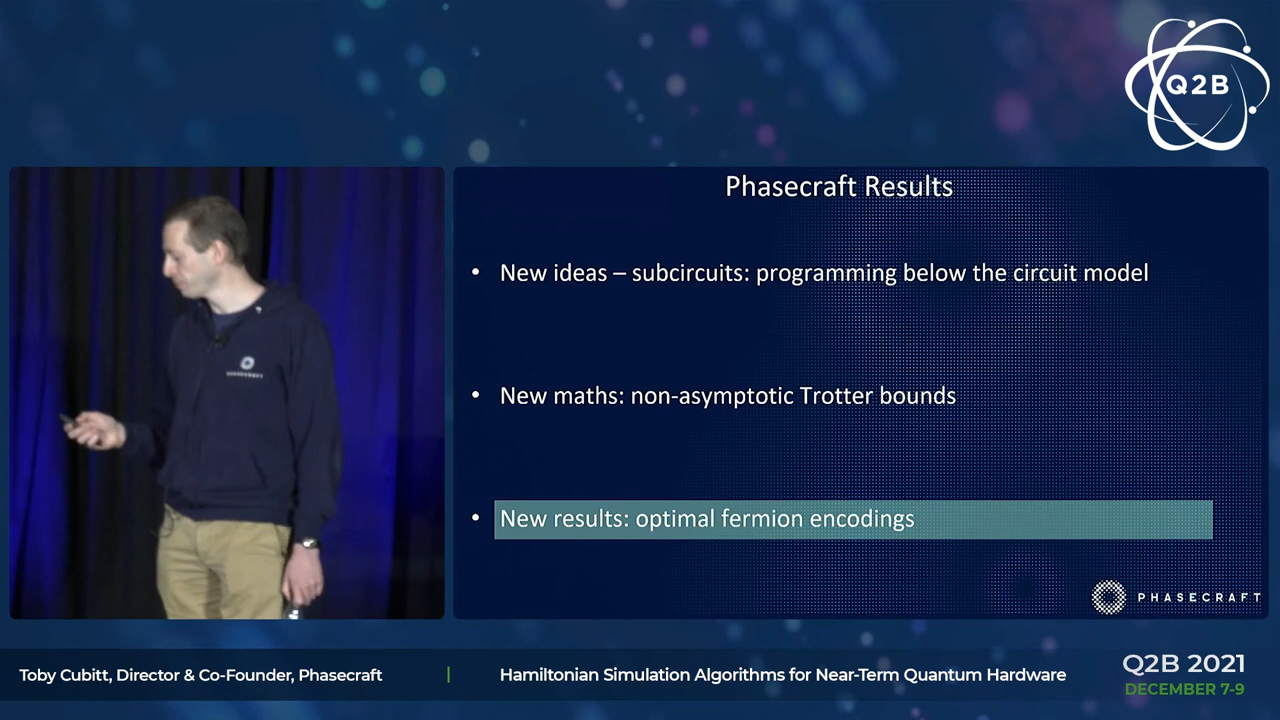 Q2B
Phasecraft Results
• New ideas – subcircuits: programming below the circuit model
• New maths: non-asymptotic Trotter bounds
• New results: optimal fermion encodings
PHASECRAFT
Toby Cubitt, Director & Co-Founder, Phasecraft | Hamiltonian Simulation Algorithms for Near-Term Quantum Hardware
Q2B 2021
DECEMBER 7-9